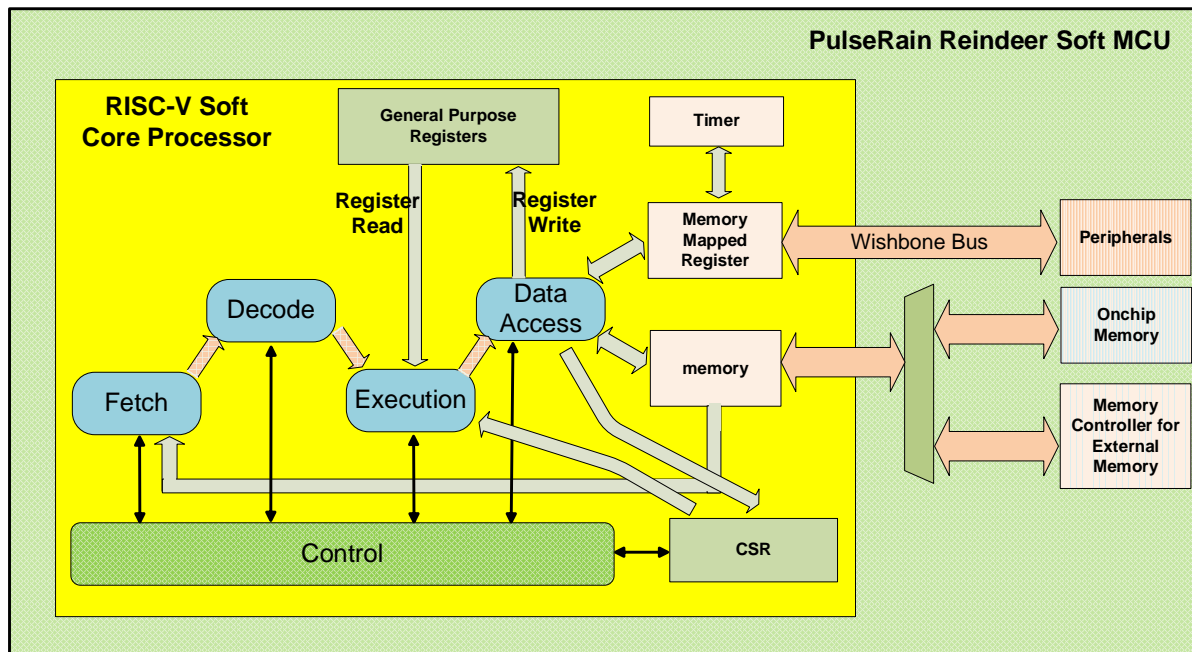 PulseRain Reindeer Soft MCU
RISC-V Soft
Core Processor
General Purpose
Registers
Timer
Register
Read
Register
Write
Memory
Mapped
Register
Wishbone Bus
Peripherals
Decode
Data
Access
Onchip
Memory
Fetch
Execution
memory
Memory
Controller for
External
Memory
Control
CSR